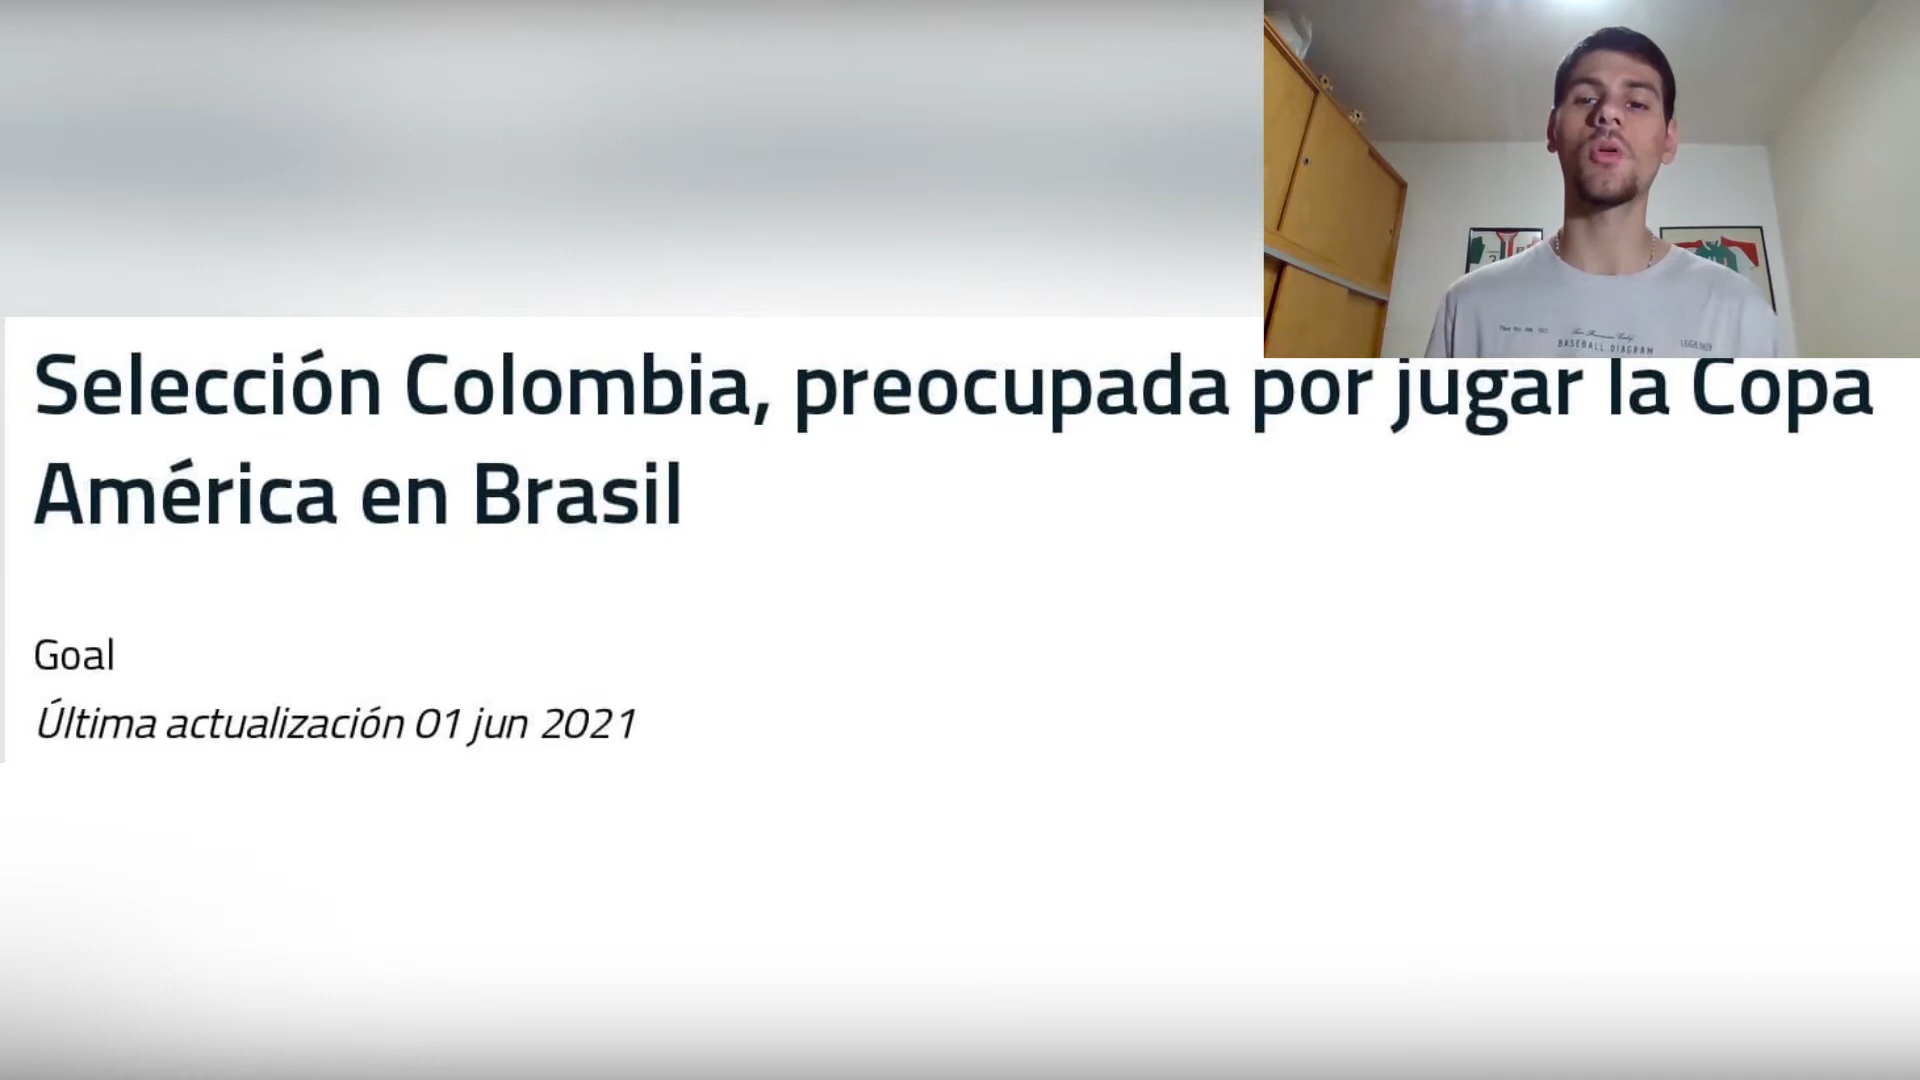 Selección Colombia, preocupada por jugar la Copa
América en Brasil
Goal
Última actualización 01 jun 2021
BASEBALL DIAGRAM